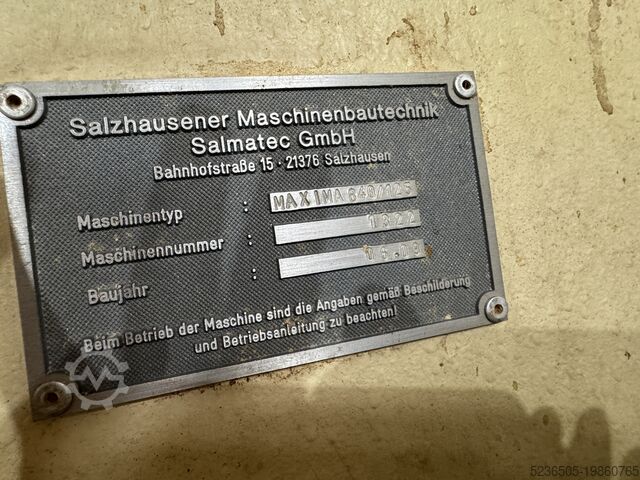 Salzhausener Maschinenbautechnik
Salmatec GmbH
Bahnhofstraße 15 · 21376 Salzhausen
Maschinentyp : MAXIMA 840/125
Maschinennummer : 1322
Baujahr :
Beim Betrieb der Maschine sind die Angaben gemäß Beschilderung
und Betriebsanleitung zu beachten!
5236505-19860765